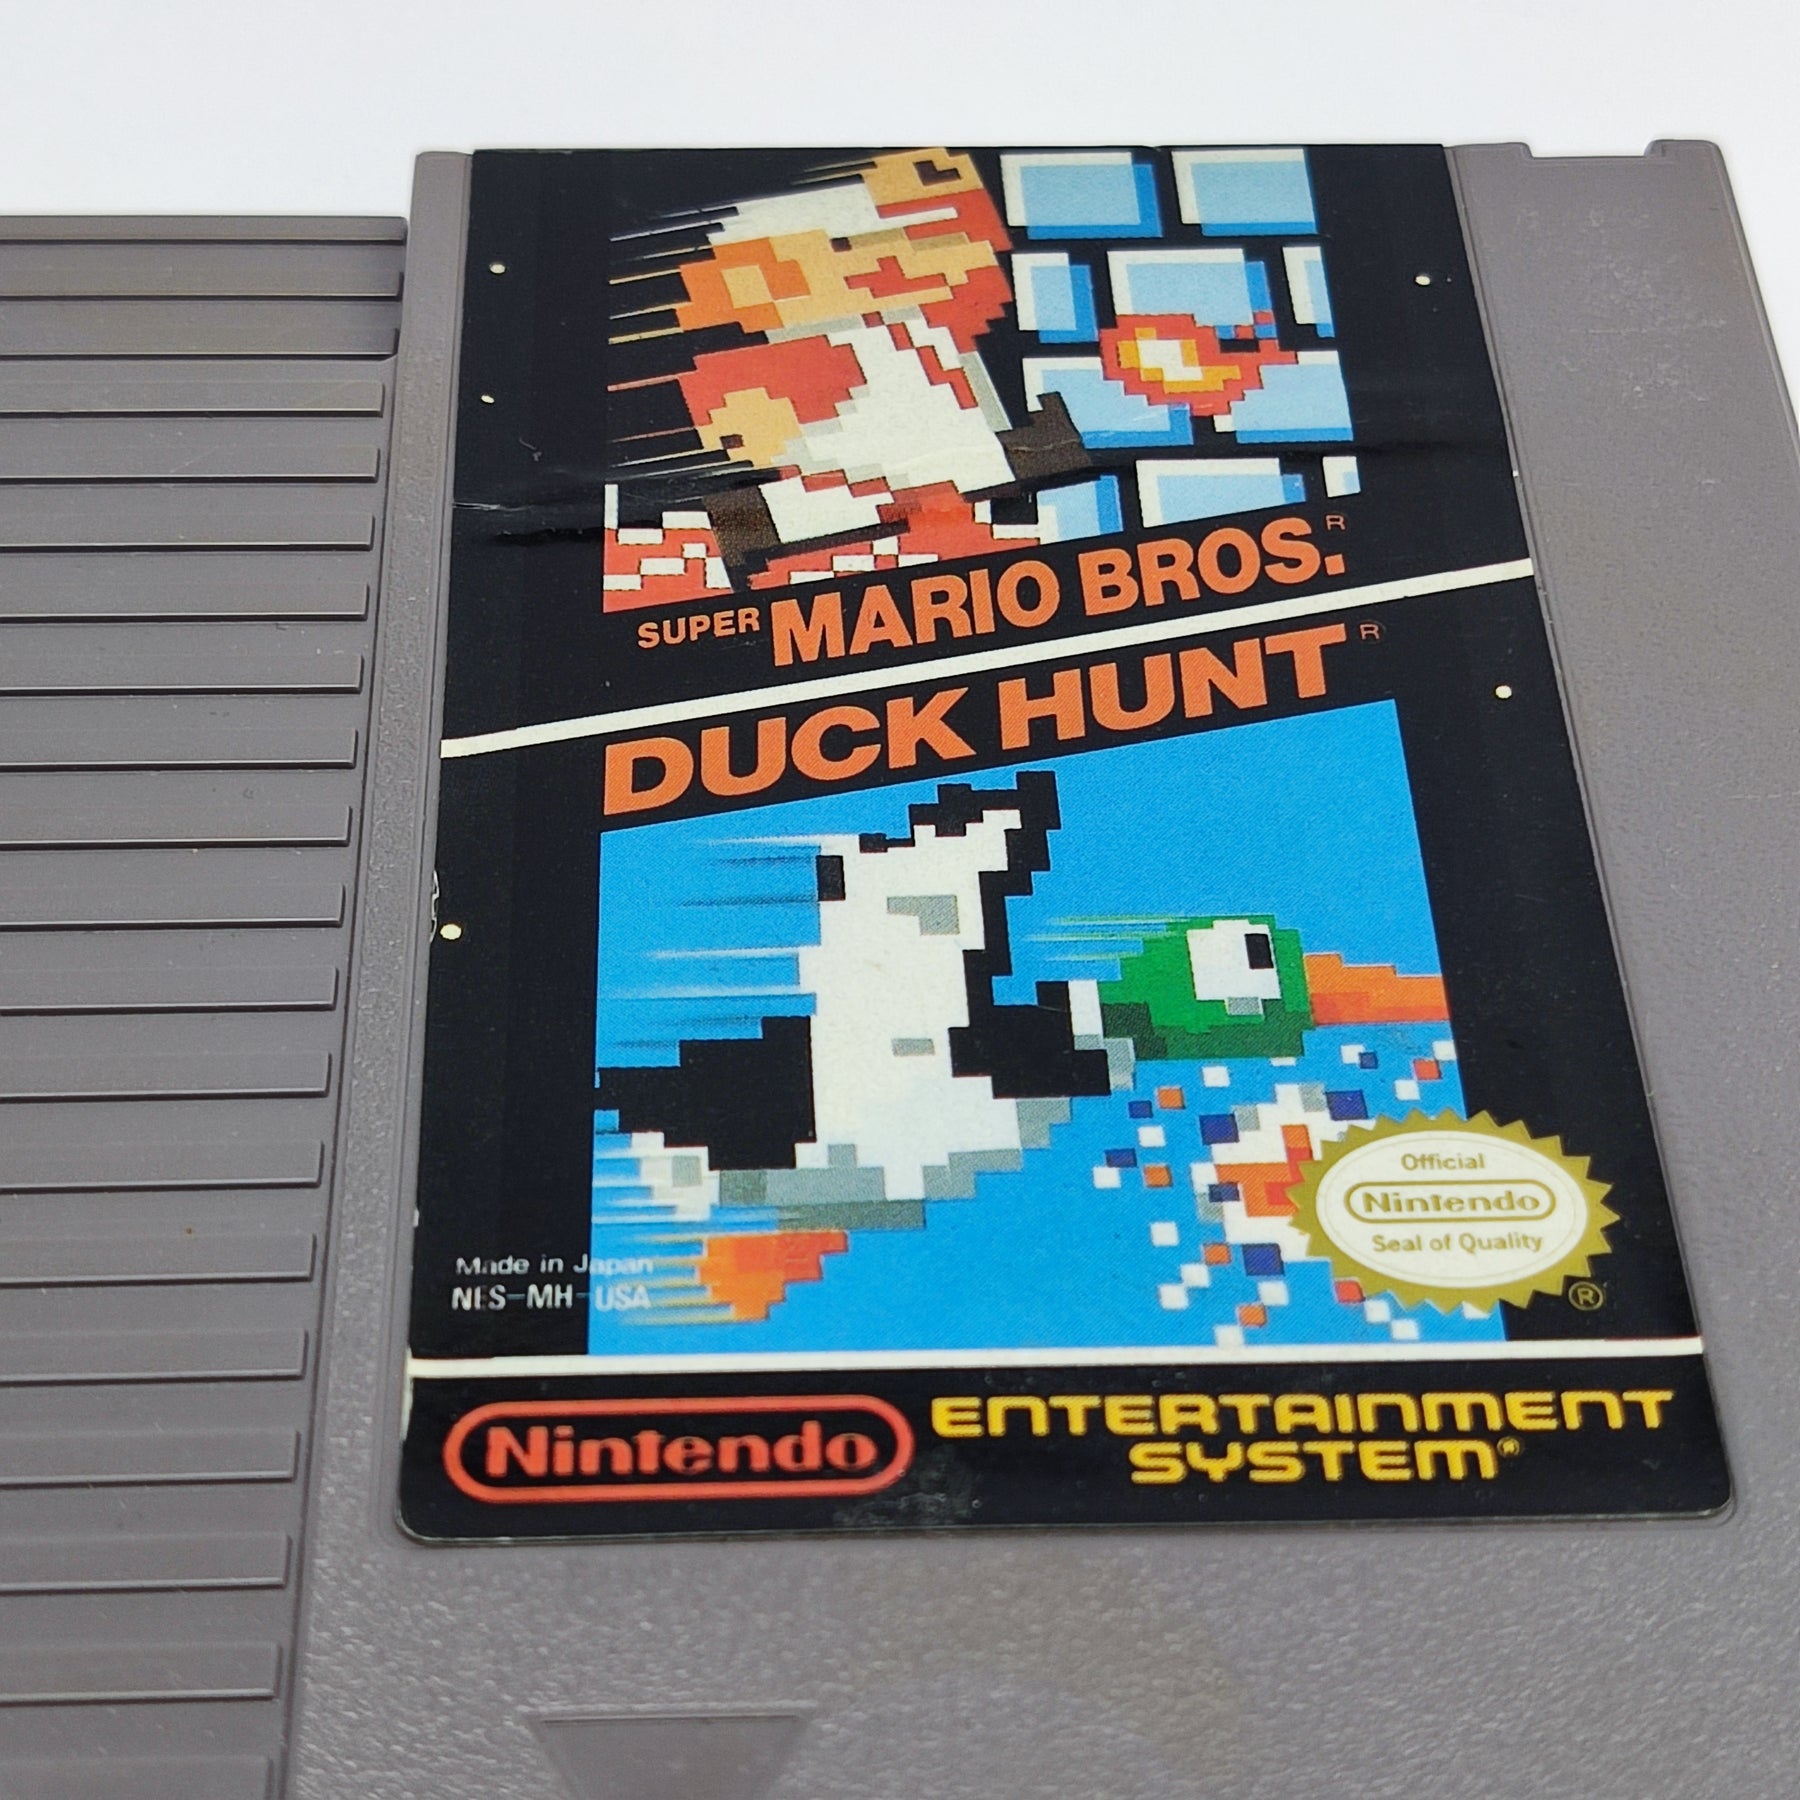 SUPER MARIO BROS.®
DUCK HUNT®
Official
Nintendo
Seal of Quality
®
Made in Japan
NES-MH-USA
Nintendo
ENTERTAINMENT
SYSTEM®